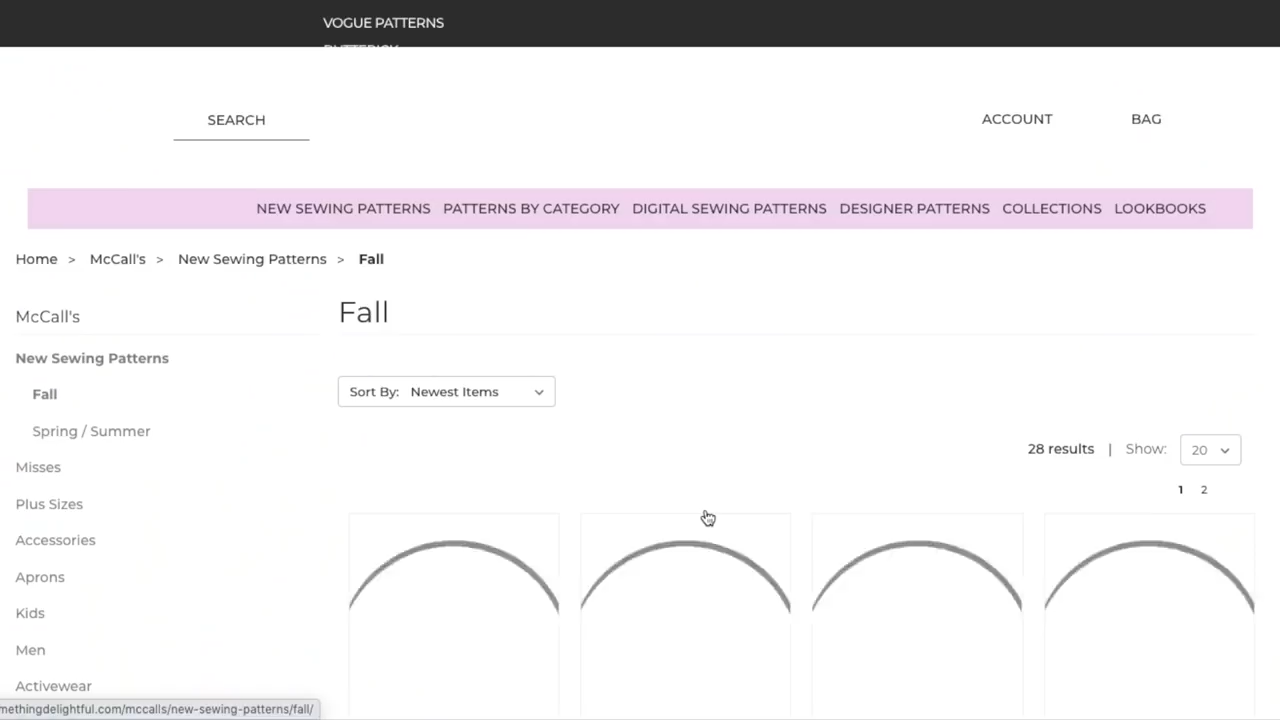 VOGUE PATTERNS
SEARCH
ACCOUNT
BAG
NEW SEWING PATTERNS PATTERNS BY CATEGORY DIGITAL SEWING PATTERNS DESIGNER PATTERNS COLLECTIONS LOOKBOOKS
Home > McCall's > New Sewing Patterns > Fall
McCall's
New Sewing Patterns
Fall
Spring / Summer
Misses
Plus Sizes
Accessories
Aprons
Kids
Men
Activewear
Fall
Sort By: Newest Items
28 results | Show: 20
1 2
methingdelightful.com/mccalls/new-sewing-patterns/fall/